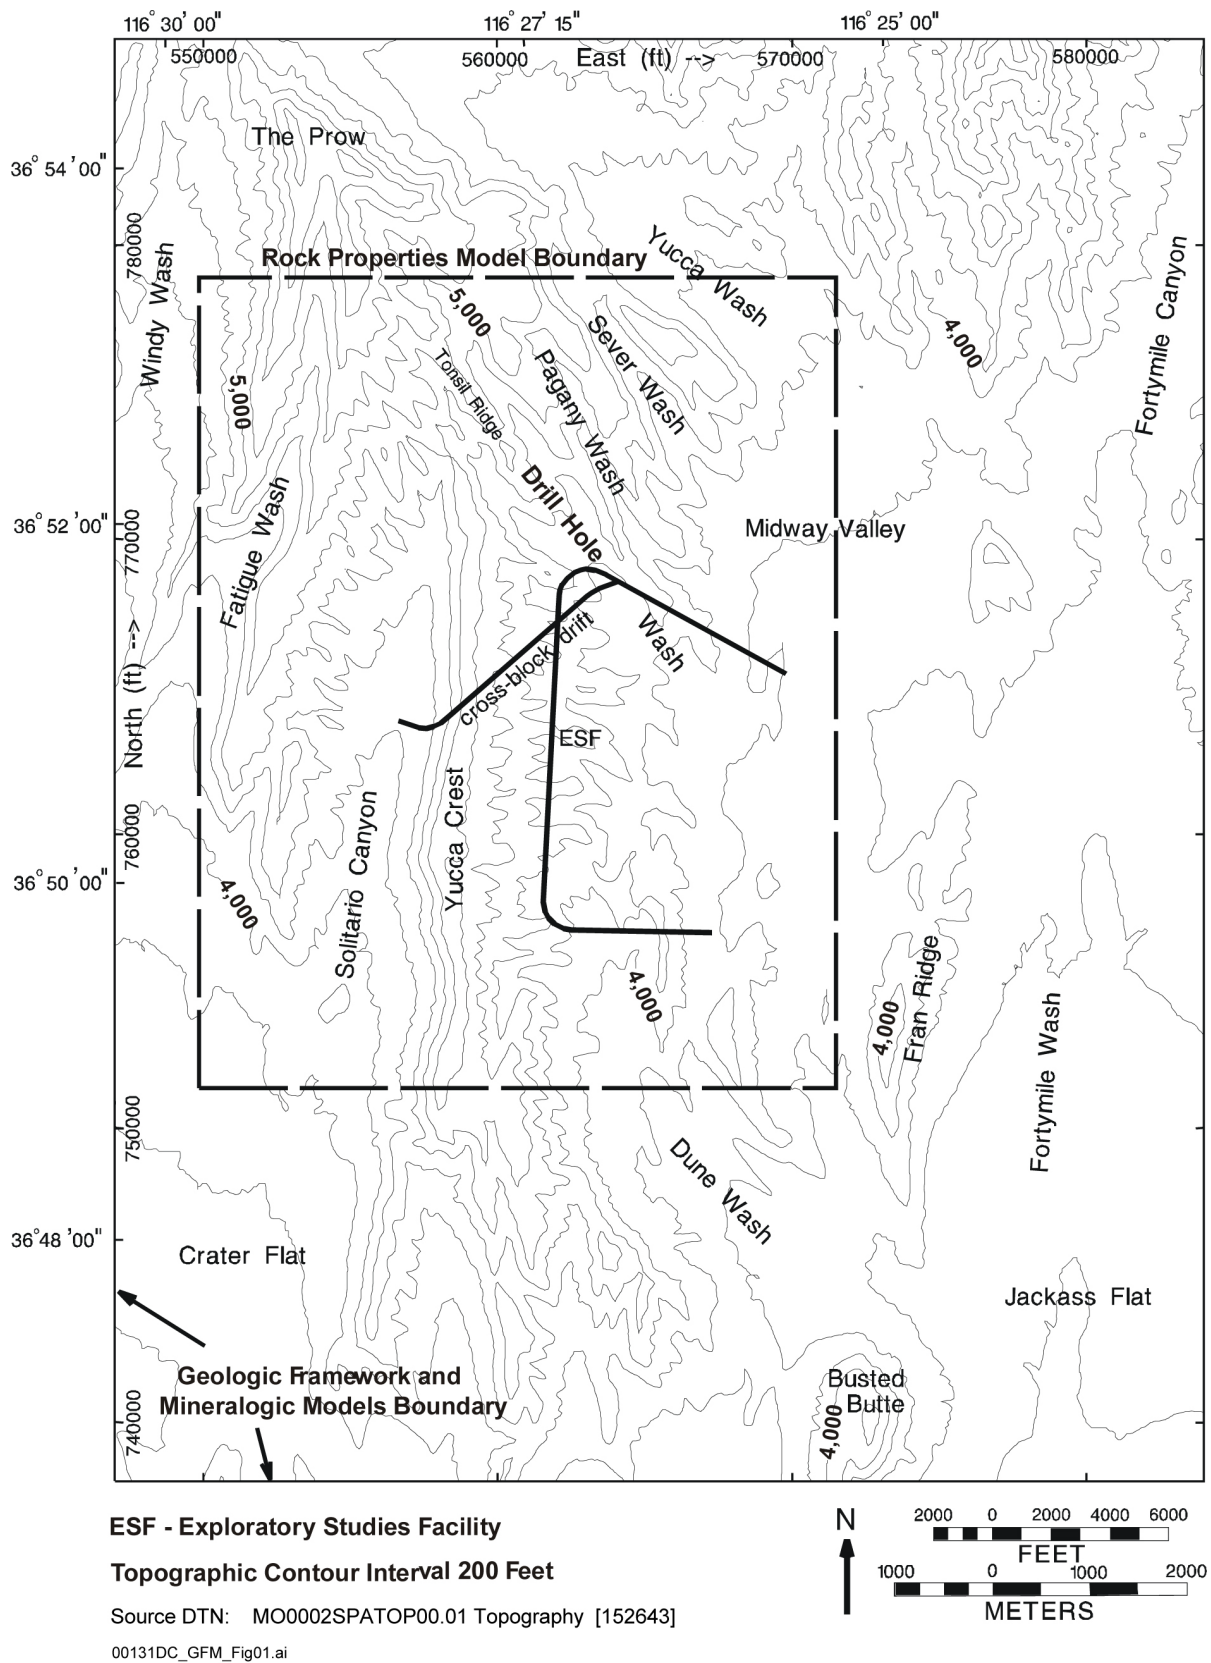 116° 30' 00"
116° 27' 15"
116° 25' 00"
550000
560000
East (ft) -->
570000
580000
The Prow
36° 54' 00"
780000
Windy Wash
Rock Properties Model Boundary
Yucca Wash
Fortymile Canyon
5,000
4,000
Sever Wash
Tonsil Ridge
Pagany Wash
5,000
Drill Hole
Wash
Fatigue Wash
36° 52' 00"
770000
Midway Valley
cross-block drift
North (ft) -->
ESF
Yucca Crest
Solitario Canyon
760000
36° 50' 00"
4,000
4,000
4,000
Fran Ridge
Fortymile Wash
750000
Dune Wash
36° 48' 00"
Crater Flat
Jackass Flat
Geologic Framework and
Mineralogic Models Boundary
Busted
Butte
4,000
740000
ESF - Exploratory Studies Facility
Topographic Contour Interval 200 Feet
Source DTN: MO0002SPATOP00.01 Topography [152643]
00131DC_GFM_Fig01.ai
N
2000 0 2000 4000 6000
FEET
1000 0 1000 2000
METERS